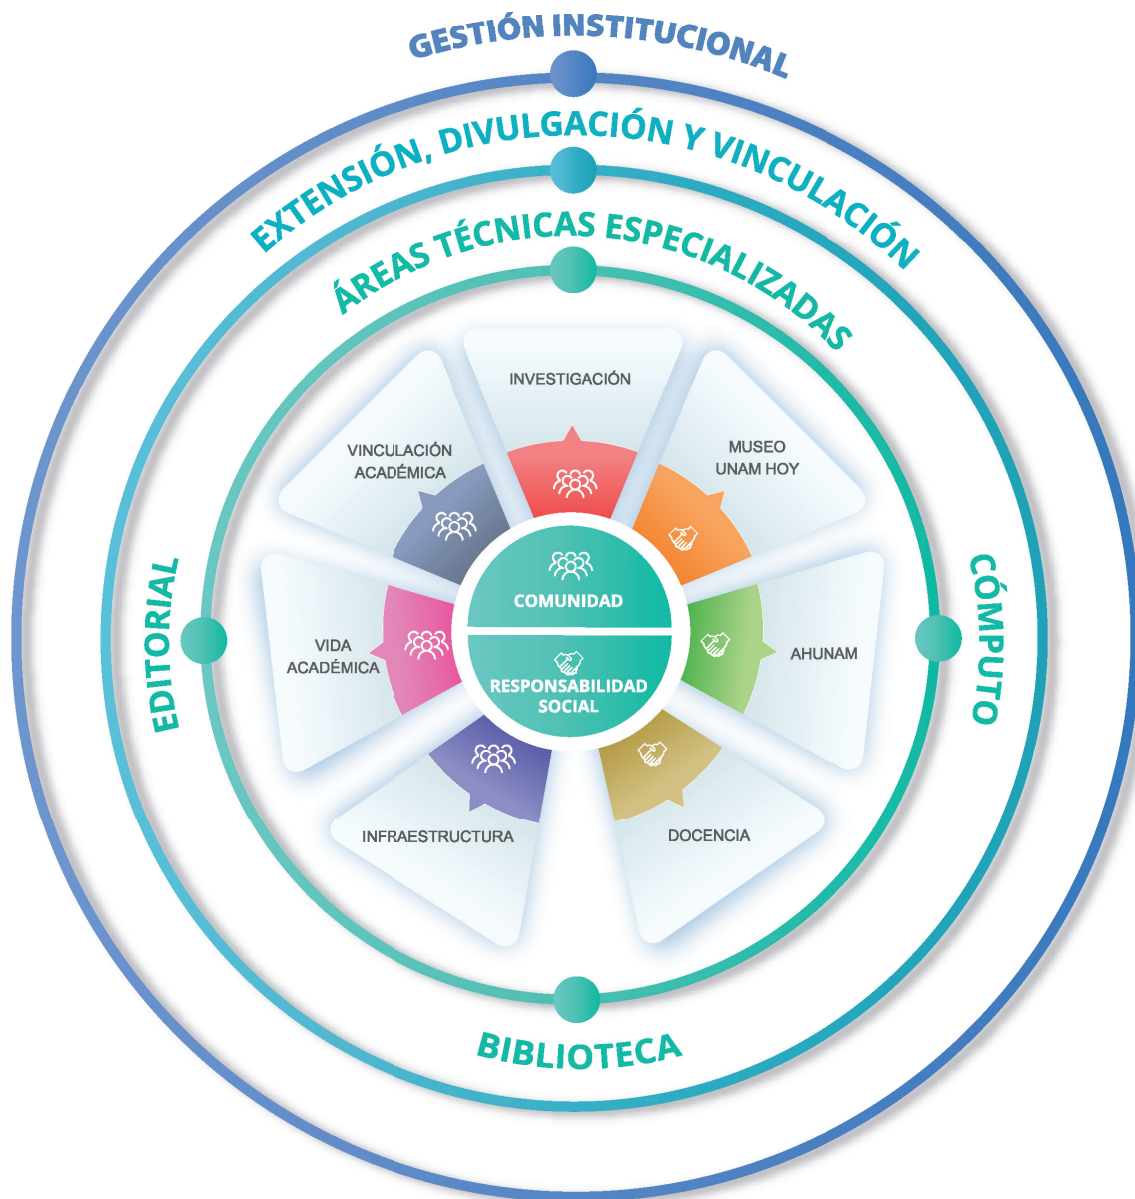 GESTIÓN INSTITUCIONAL
EXTENSIÓN, DIVULGACIÓN Y VINCULACIÓN
ÁREAS TÉCNICAS ESPECIALIZADAS
INVESTIGACIÓN
VINCULACIÓN
ACADÉMICA
MUSEO
UNAM HOY
EDITORIAL
CÓMPUTO
COMUNIDAD
VIDA
ACADÉMICA
AHUNAM
RESPONSABILIDAD
SOCIAL
INFRAESTRUCTURA
DOCENCIA
BIBLIOTECA